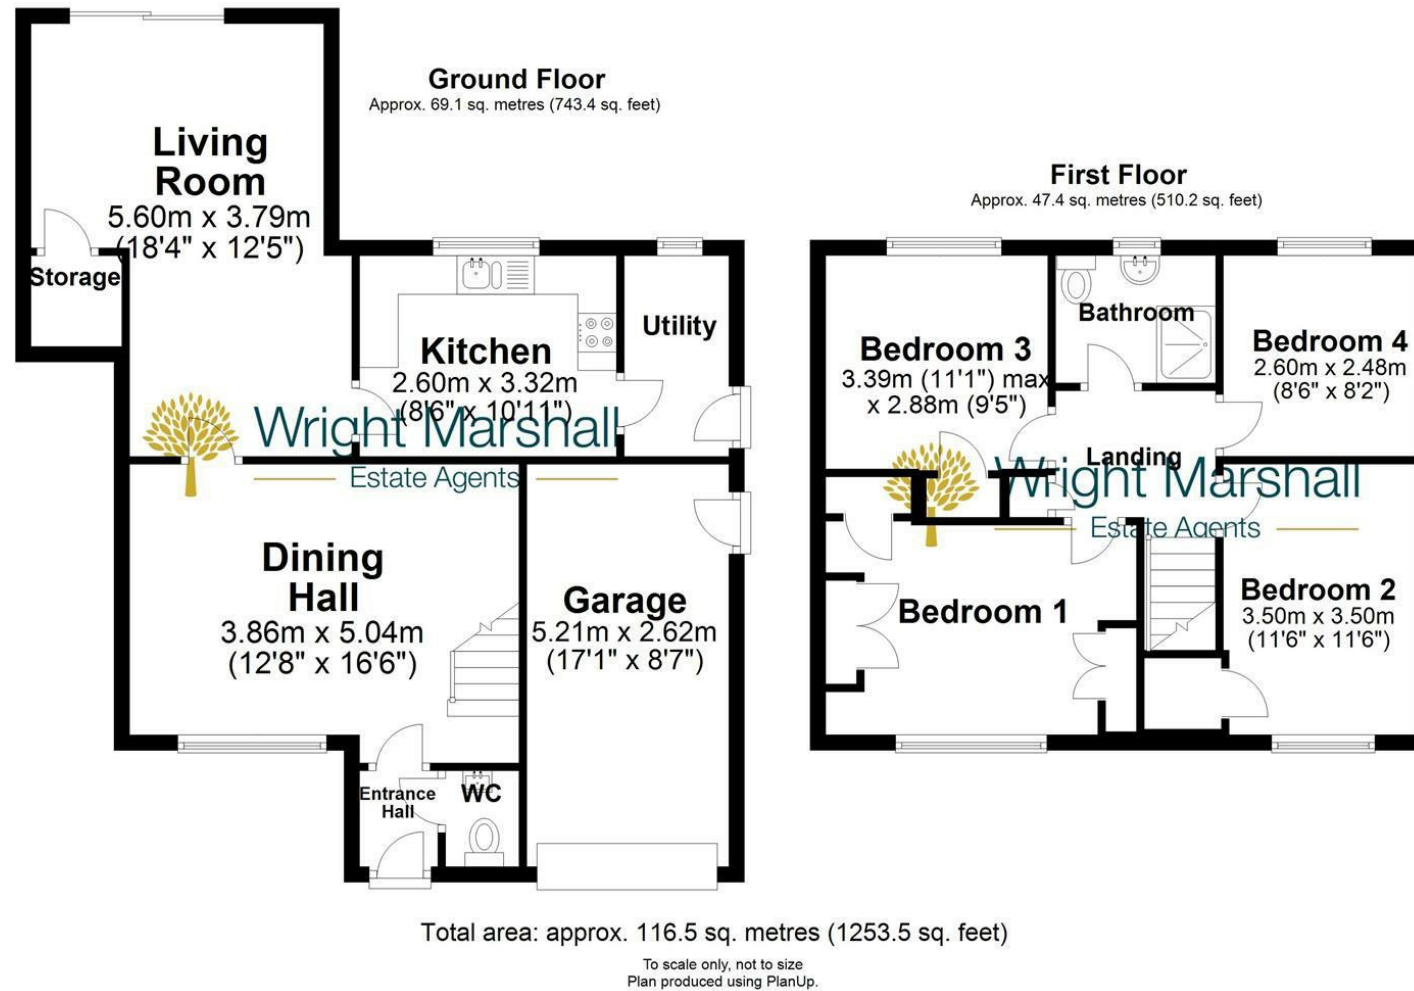 Ground Floor
Approx. 69.1 sq. metres (743.4 sq. feet)
Living
Room
5.60m x 3.79m
(18'4" x 12'5")
Storage
Kitchen
2.60m x 3.32m
(8'6" x 10'11")
Utility
Wright Marshall
Estate Agents
Dining
Hall
3.86m x 5.04m
(12'8" x 16'6")
Garage
5.21m x 2.62m
(17'1" x 8'7")
Entrance
Hall
WC
First Floor
Approx. 47.4 sq. metres (510.2 sq. feet)
Bedroom 3
3.39m (11'1") max
x 2.88m (9'5")
Bathroom
Bedroom 4
2.60m x 2.48m
(8'6" x 8'2")
Landing
Wright Marshall
Estate Agents
Bedroom 1
Bedroom 2
3.50m x 3.50m
(11'6" x 11'6")
Total area: approx. 116.5 sq. metres (1253.5 sq. feet)
To scale only, not to size
Plan produced using PlanUp.